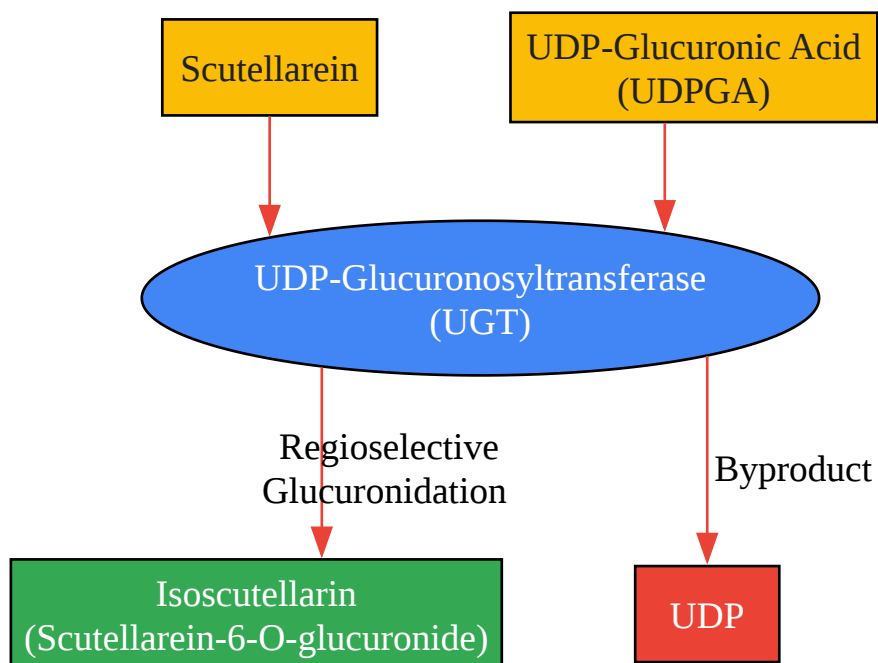 Scutellarein
UDP-Glucuronic Acid
(UDPGA)
UDP-Glucuronosyltransferase
(UGT)
Regioselective
Glucuronidation
Byproduct
Isoscutellarin
(Scutellarein-6-O-glucuronide)
UDP